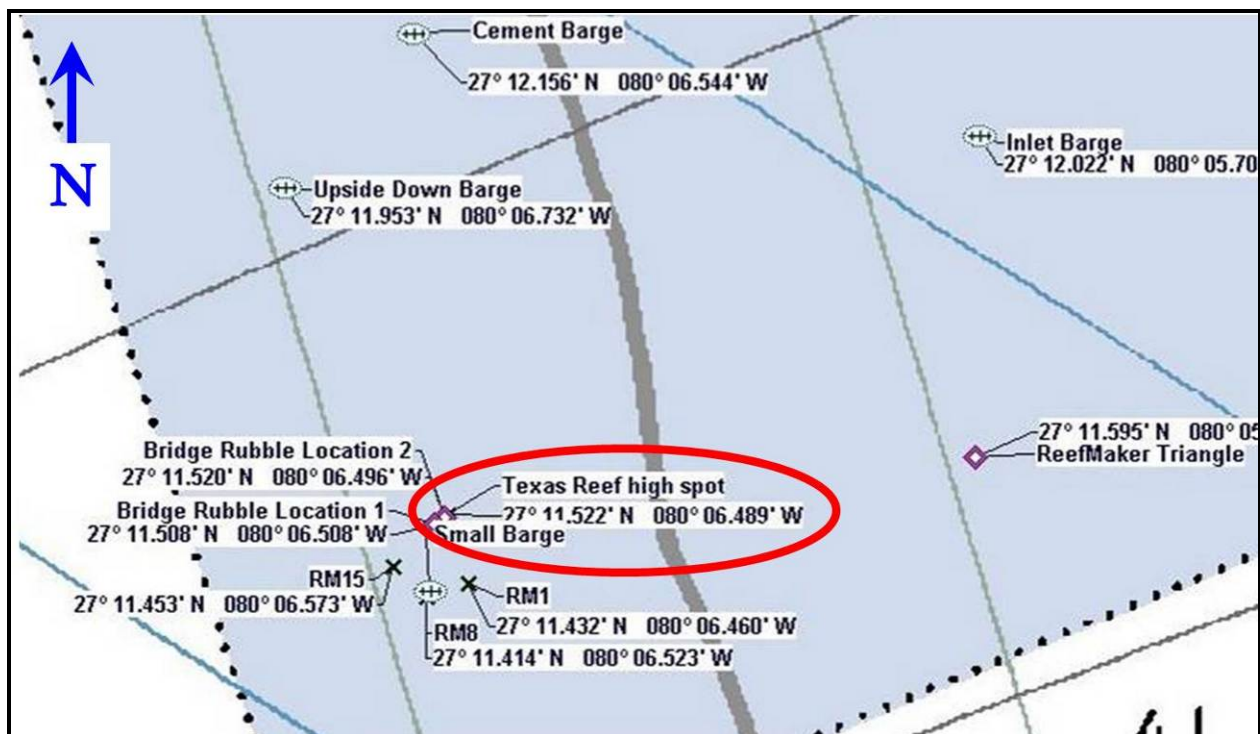 Cement Barge
27° 12.156' N 080° 06.544' W
N
Inlet Barge
27° 12.022' N 080° 05.70
Upside Down Barge
27° 11.953' N 080° 06.732' W
27° 11.595' N 080° 05
ReefMaker Triangle
Bridge Rubble Location 2
27° 11.520' N 080° 06.496' W
Texas Reef high spot
27° 11.522' N 080° 06.489' W
Bridge Rubble Location 1
27° 11.508' N 080° 06.508' W
Small Barge
RM15
27° 11.453' N 080° 06.573' W
RM1
27° 11.432' N 080° 06.460' W
RM8
27° 11.414' N 080° 06.523' W